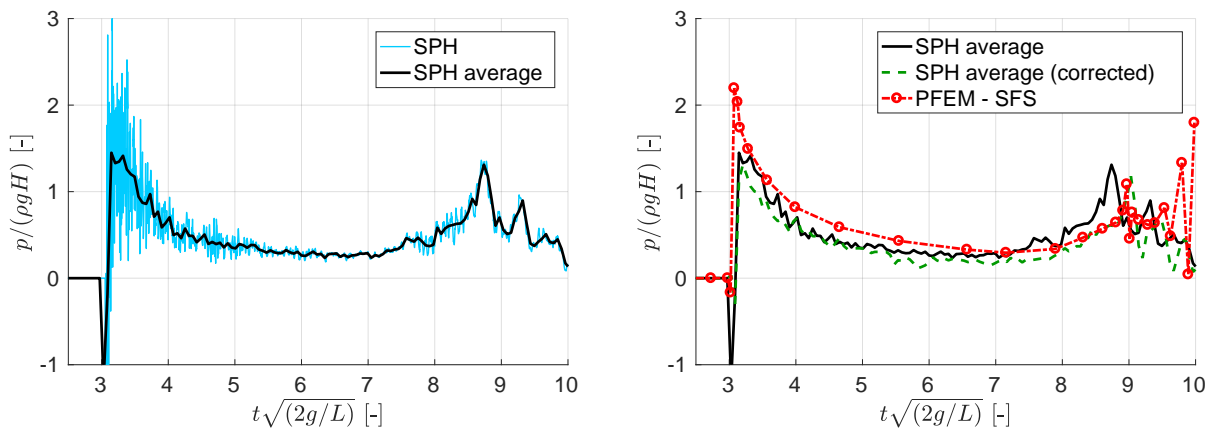 3
2
1
0
-1
p/(ρgH) [-]
SPH
SPH average
3 4 5 6 7 8 9 10
t√(2g/L) [-]
3
2
1
0
-1
p/(ρgH) [-]
SPH average
SPH average (corrected)
PFEM - SFS
3 4 5 6 7 8 9 10
t√(2g/L) [-]